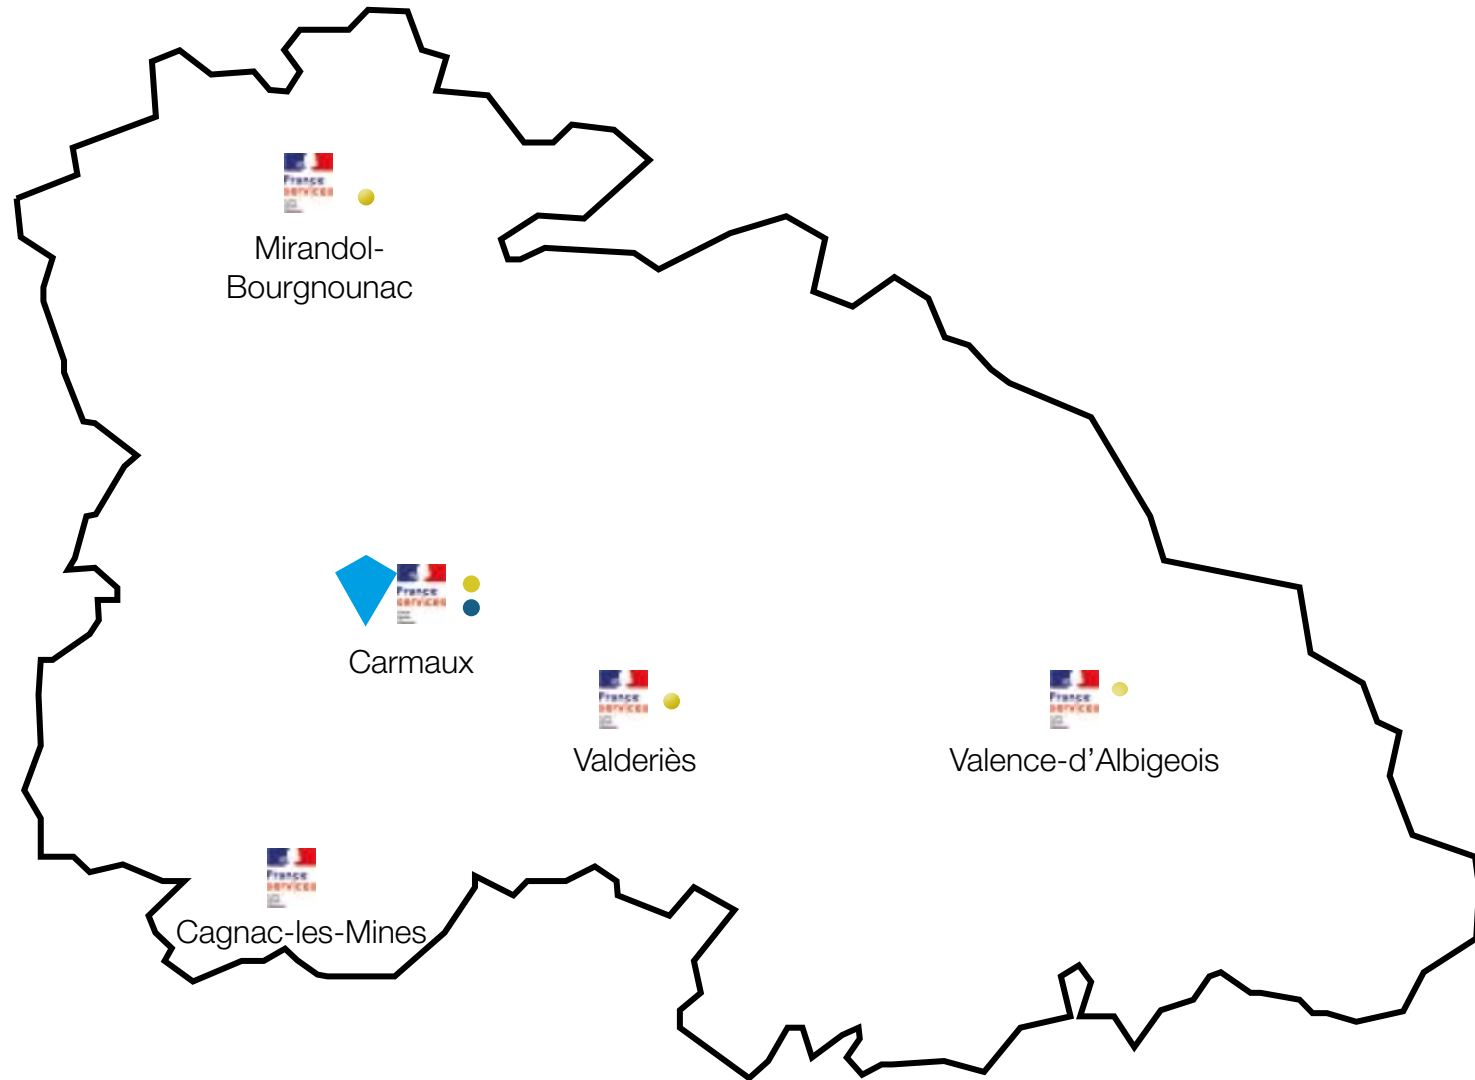 France
services
Mirandol-
Bourgnounac
France
services
Carmaux
France
services
Valderiès
France
services
Valence-d’Albigeois
France
services
Cagnac-les-Mines